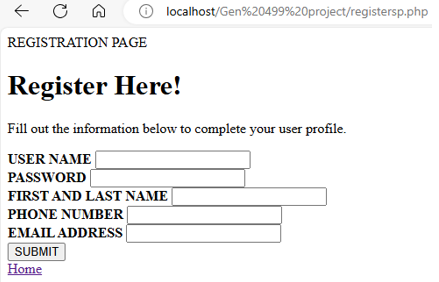 localhost/Gen%20499%20project/registersp.php
REGISTRATION PAGE
Register Here!
Fill out the information below to complete your user profile.
USER NAME
PASSWORD
FIRST AND LAST NAME
PHONE NUMBER
EMAIL ADDRESS
SUBMIT
Home